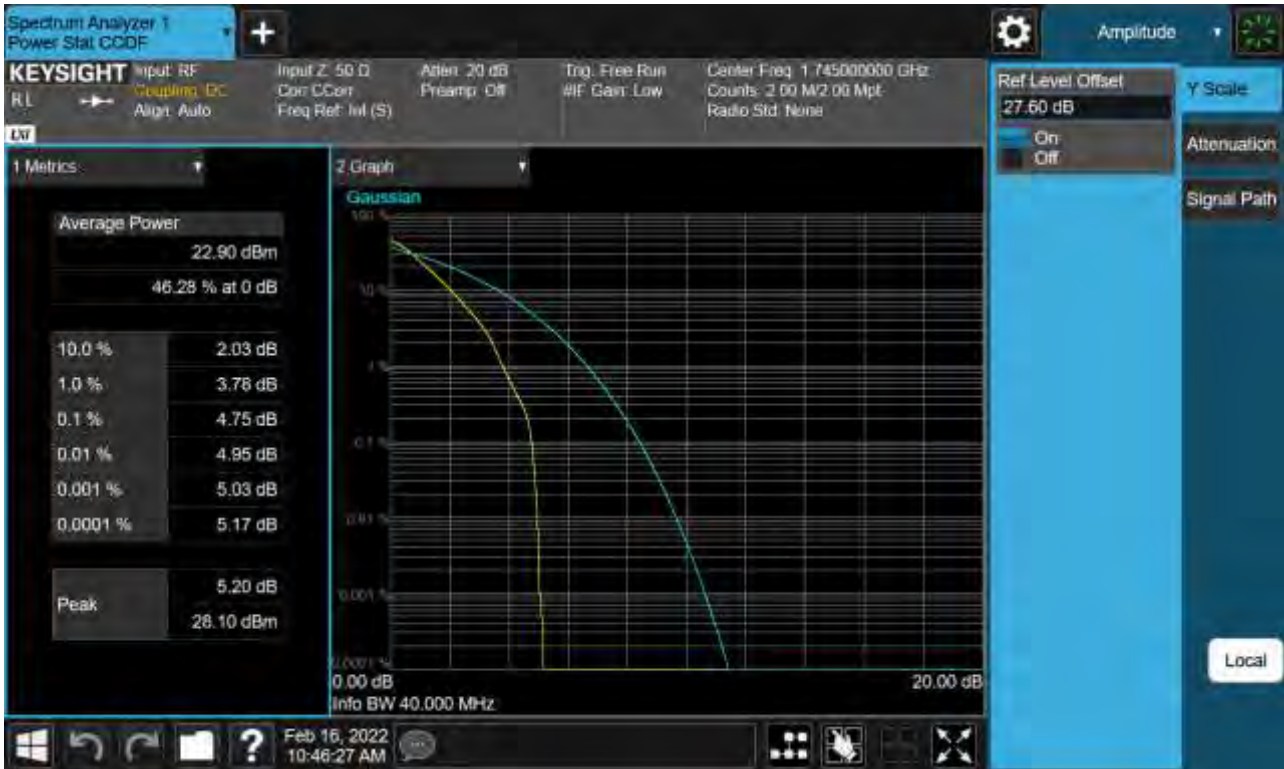 Spectrum Analyzer 1
Power Stat CCDF
+
Amplitude
KEYSIGHT
RL
LXI
Input: RF
Coupling: DC
Align: Auto
Input Z: 50 Ω
Corr CCorr
Freq Ref: Int (S)
Atten: 20 dB
Preamp: Off
Trig: Free Run
#IF Gain: Low
Center Freq: 1.745000000 GHz
Counts: 2.00 M/2.00 Mpt
Radio Std: None
Ref Level Offset
27.60 dB
On
Off
Y Scale
Attenuation
Signal Path
Local
1 Metrics
Average Power
22.90 dBm
46.28 % at 0 dB
10.0 % 2.03 dB
1.0 % 3.78 dB
0.1 % 4.75 dB
0.01 % 4.95 dB
0.001 % 5.03 dB
0.0001 % 5.17 dB
Peak
5.20 dB
28.10 dBm
2 Graph
Gaussian
100 %
10 %
1 %
0.1 %
0.01 %
0.001 %
0.0001 %
0.00 dB 20.00 dB
Info BW 40.000 MHz
?
Feb 16, 2022
10:46:27 AM